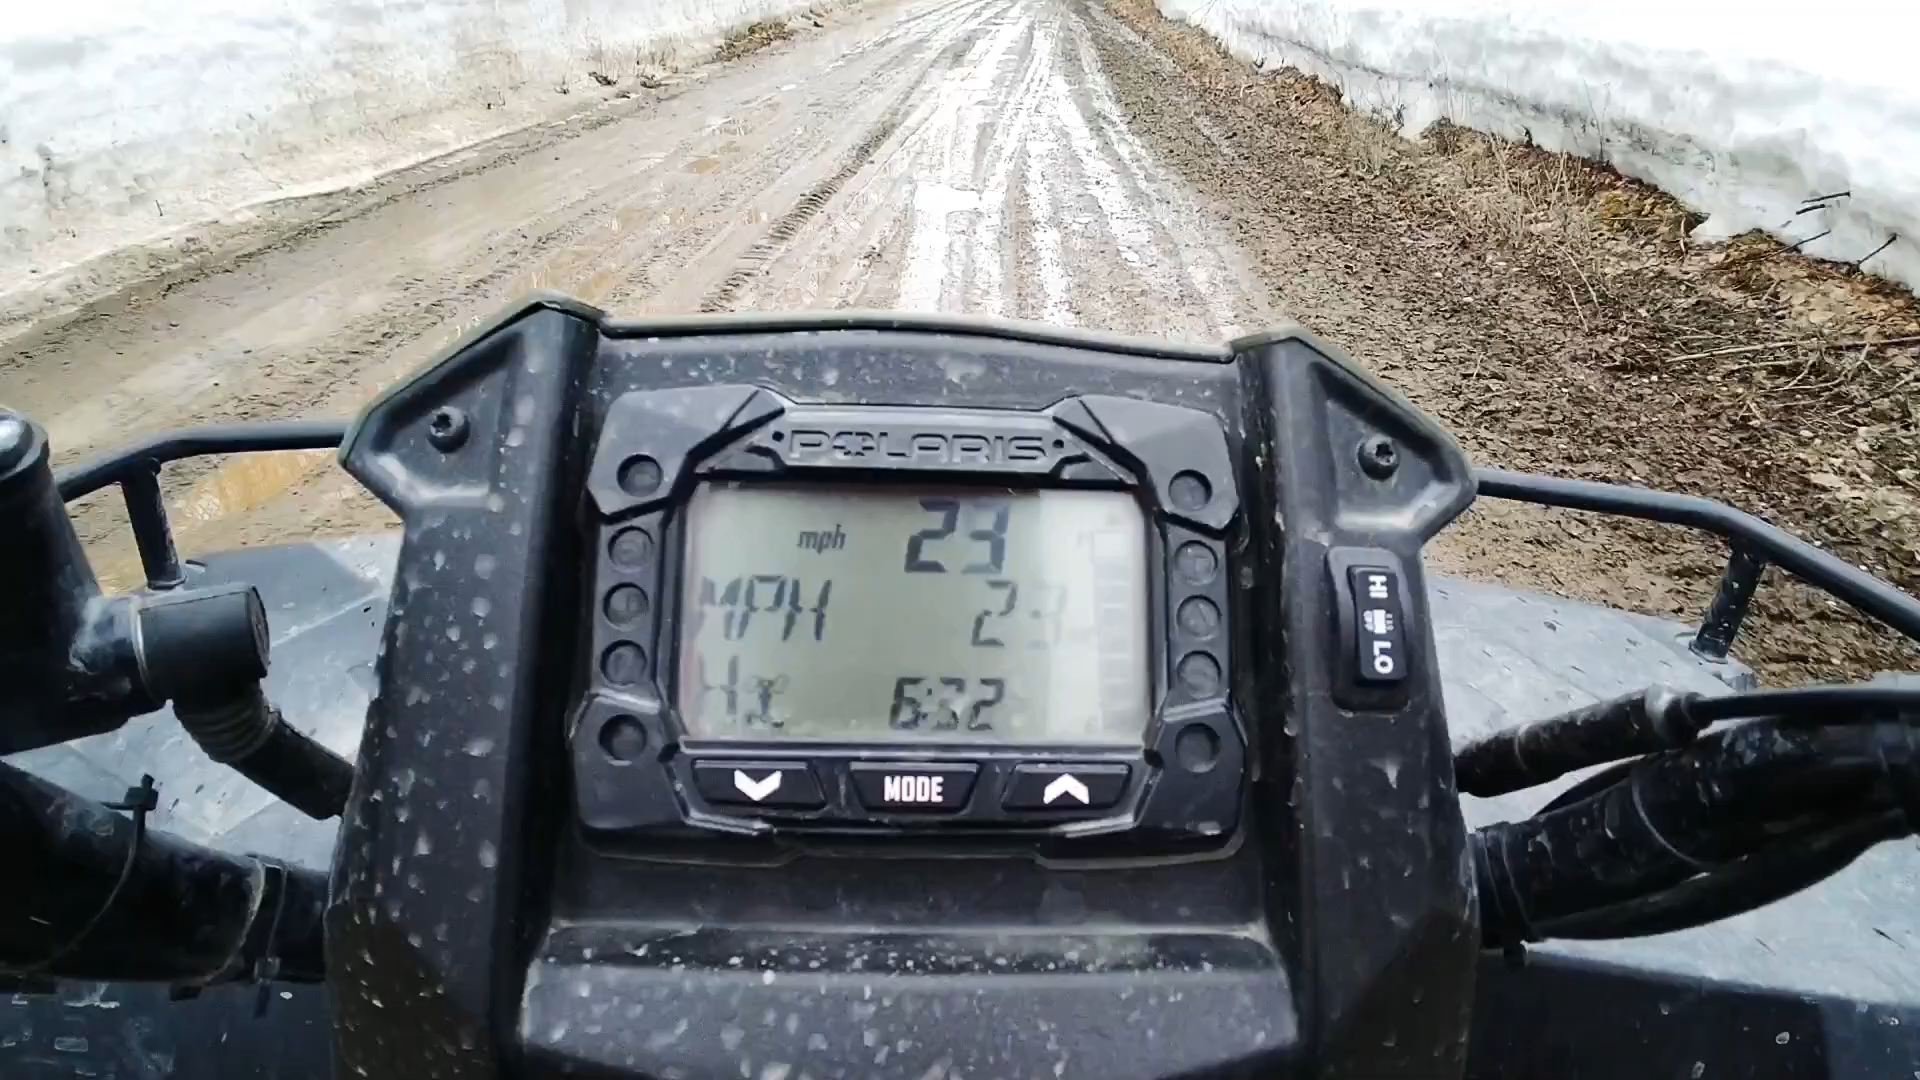 POLARIS
mph 23
MPH 23
6:32
HI LO
MODE